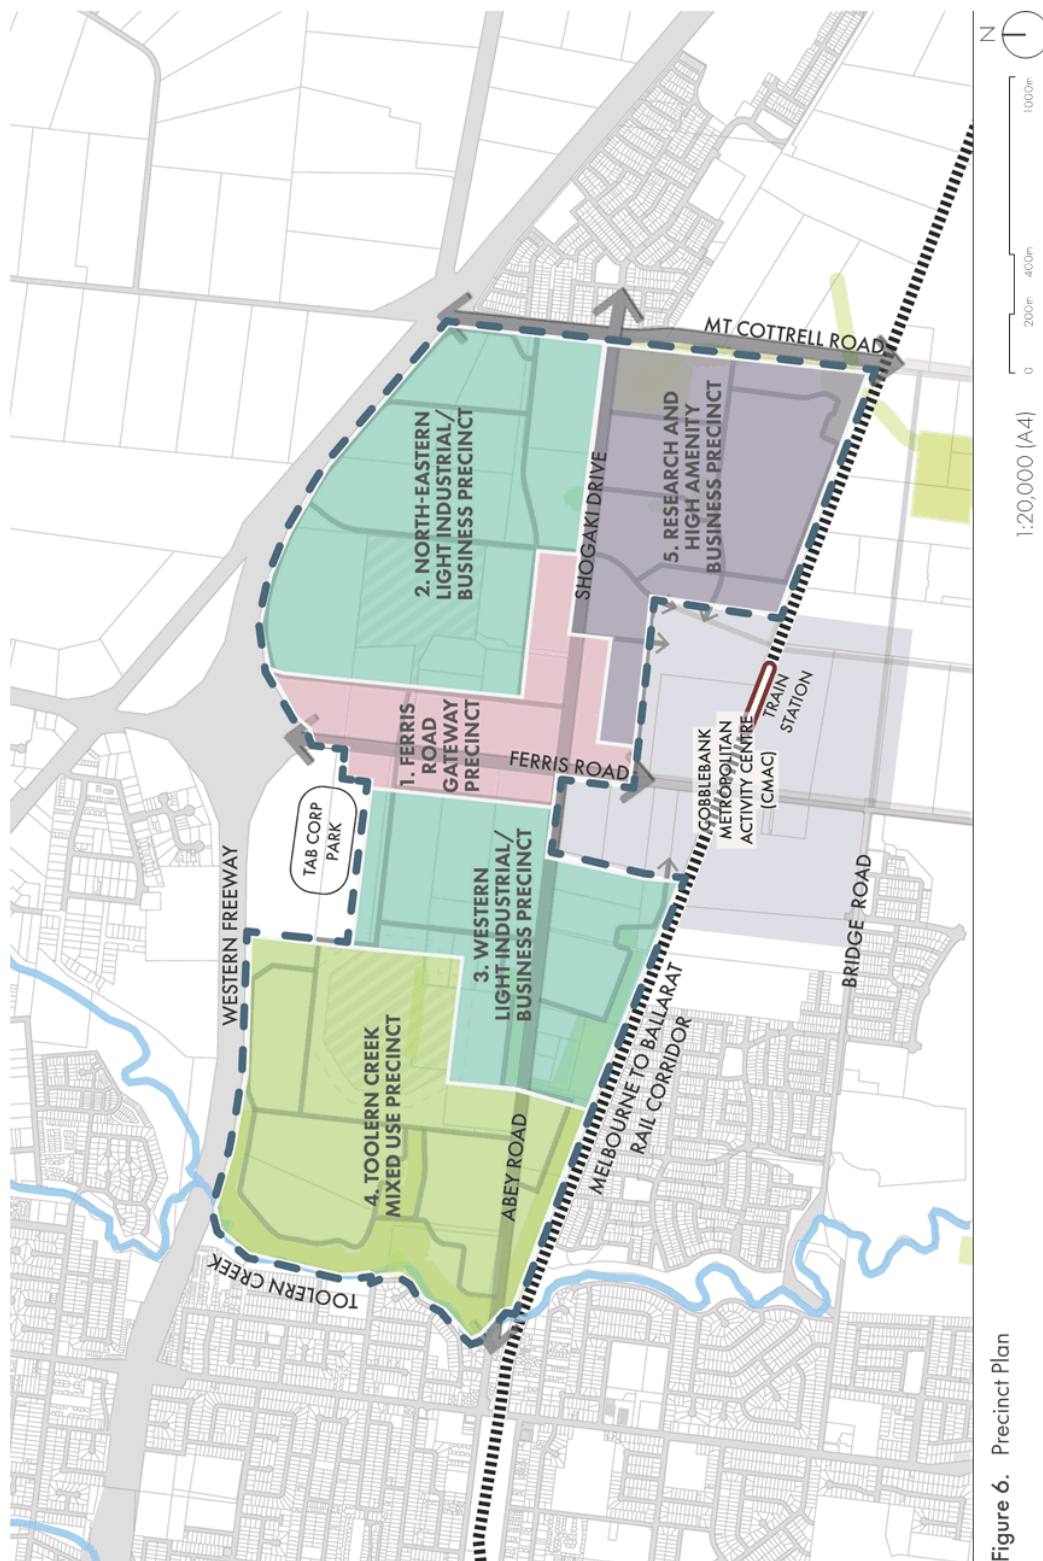 WESTERN FREEWAY
TAB CORP
PARK
TOOLERN CREEK
4. TOOLERN CREEK
MIXED USE PRECINCT
3. WESTERN
LIGHT INDUSTRIAL/
BUSINESS PRECINCT
1. FERRIS
ROAD
GATEWAY
PRECINCT
2. NORTH-EASTERN
LIGHT INDUSTRIAL/
BUSINESS PRECINCT
ABEY ROAD
FERRIS ROAD
SHOGAKI DRIVE
5. RESEARCH AND
HIGH AMENITY
BUSINESS PRECINCT
MT COTTRELL ROAD
MELBOURNE TO BALLARAT
RAIL CORRIDOR
COBBLEBANK
METROPOLITAN
ACTIVITY CENTRE
(CMAC)
TRAIN
STATION
BRIDGE ROAD
N
0 200m 400m 1000m
1:20,000 (A4)
Figure 6. Precinct Plan